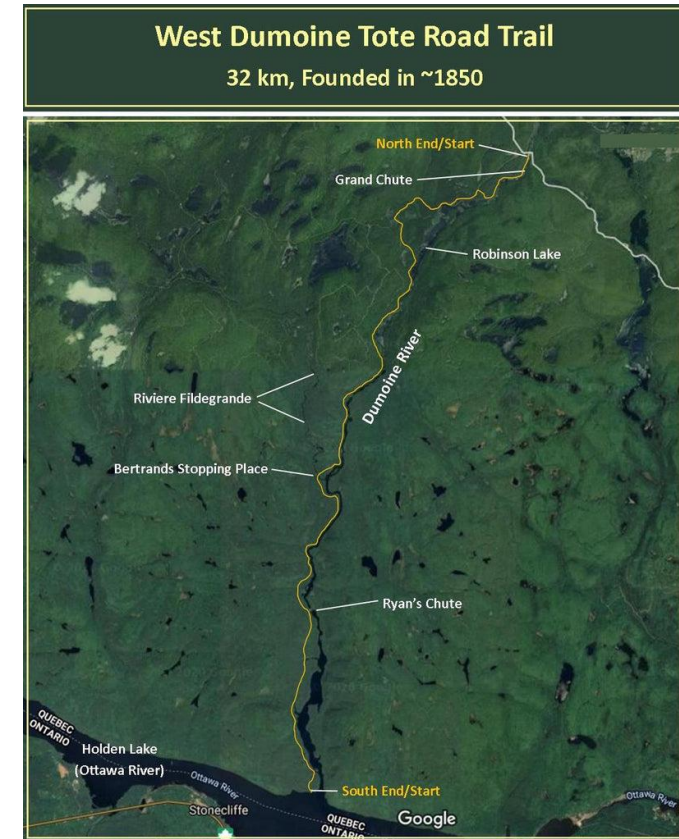 West Dumoine Tote Road Trail
32 km, Founded in ~1850
North End/Start
Grand Chute
Robinson Lake
Dumoine River
Riviere Fildegrande
Bertrands Stopping Place
Ryan's Chute
QUEBEC
ONTARIO
Holden Lake
(Ottawa River)
Ottawa River
South End/Start
Stonecliffe
QUEBEC
ONTARIO
Google
Ottawa River